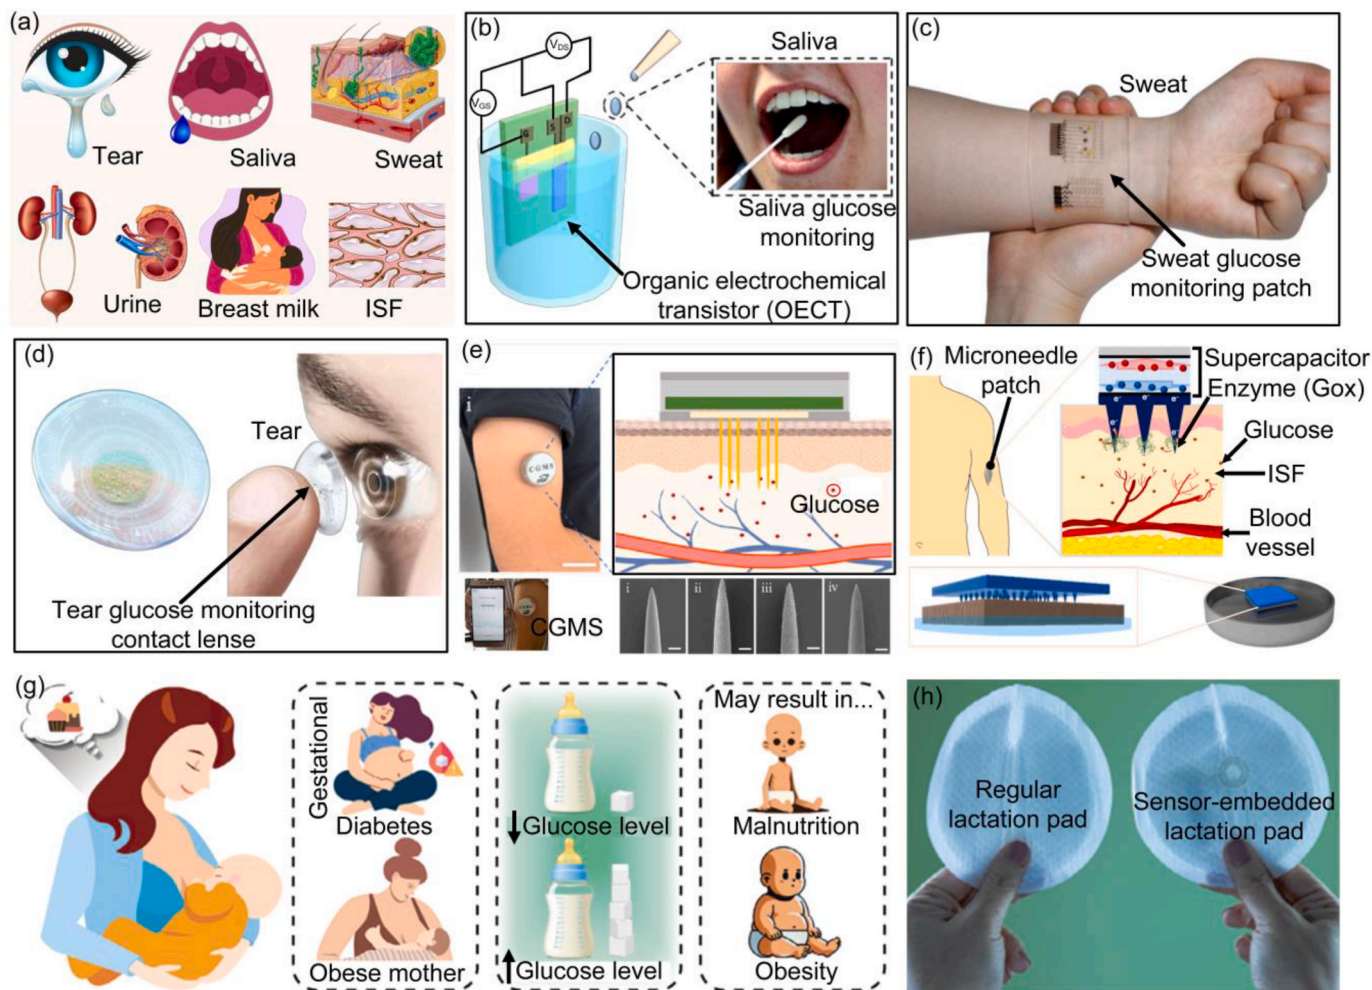 (a)
Tear
Saliva
Sweat
Urine
Breast milk
ISF
(b)
V_DS
V_GS
G
S
D
Saliva
Saliva glucose
monitoring
Organic electrochemical
transistor (OECT)
(c)
Sweat
Sweat glucose
monitoring patch
(d)
Tear
Tear glucose monitoring
contact lense
(e)
i
CGMS
Glucose
CGMS
i
ii
iii
iv
(f)
Microneedle
patch
Supercapacitor
Enzyme (Gox)
e⁻
e⁻
e⁻
e⁻
e⁻
Glucose
ISF
Blood
vessel
(g)
Gestational
Diabetes
Obese mother
↓ Glucose level
↑ Glucose level
May result in...
Malnutrition
Obesity
(h)
Regular
lactation pad
Sensor-embedded
lactation pad